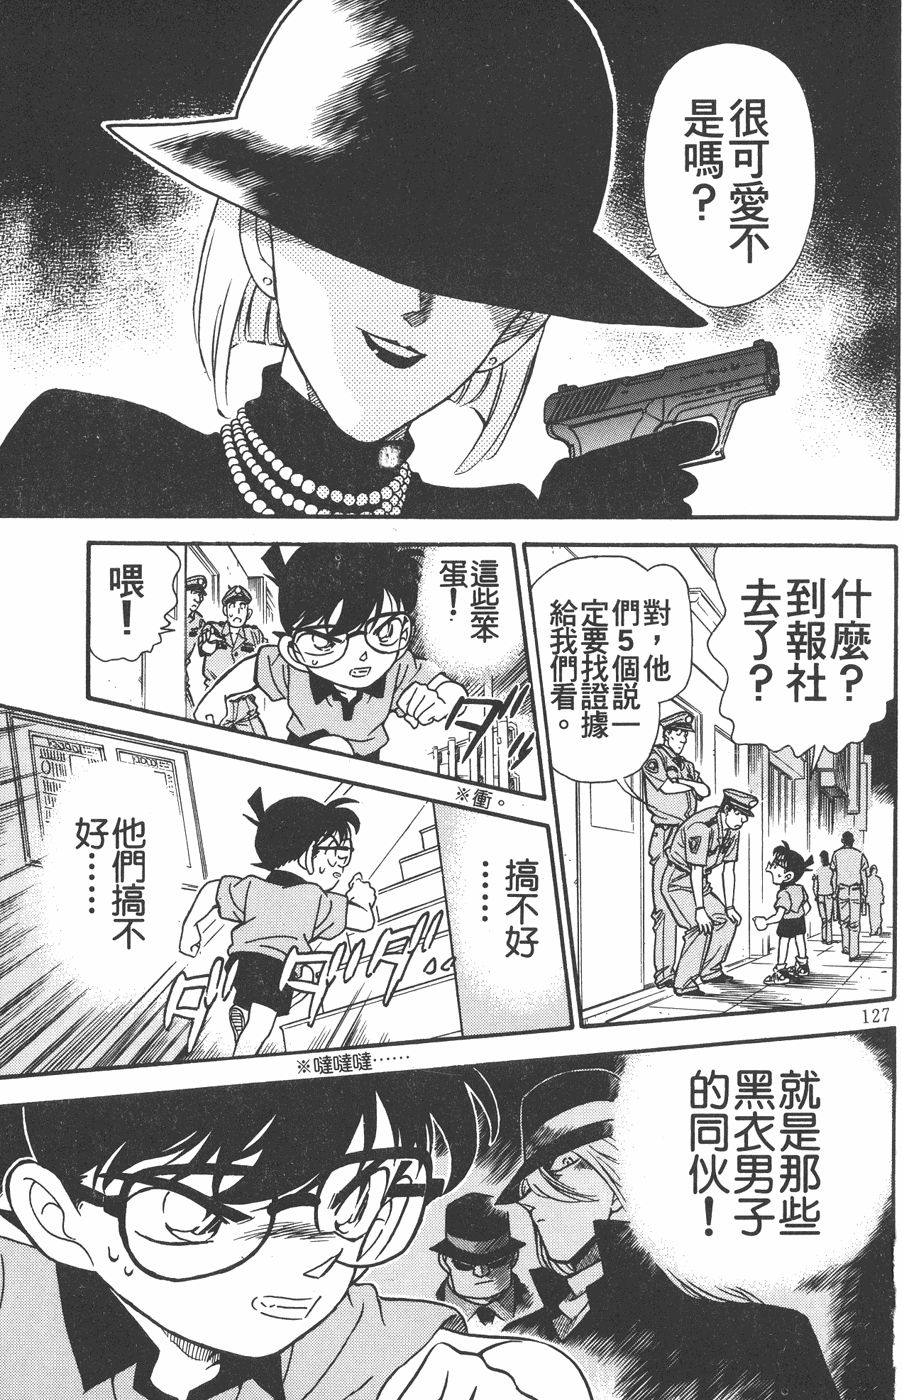 很可愛不
是嗎？
什麼？
到報社
去了？
對，他
們5個説一
定要找證據
給我們看。
這些笨
蛋！
喂！
※衝。
搞不好
……
他們搞不
好……
※噠噠噠……
127
就是那些
黑衣男子
的同伙！